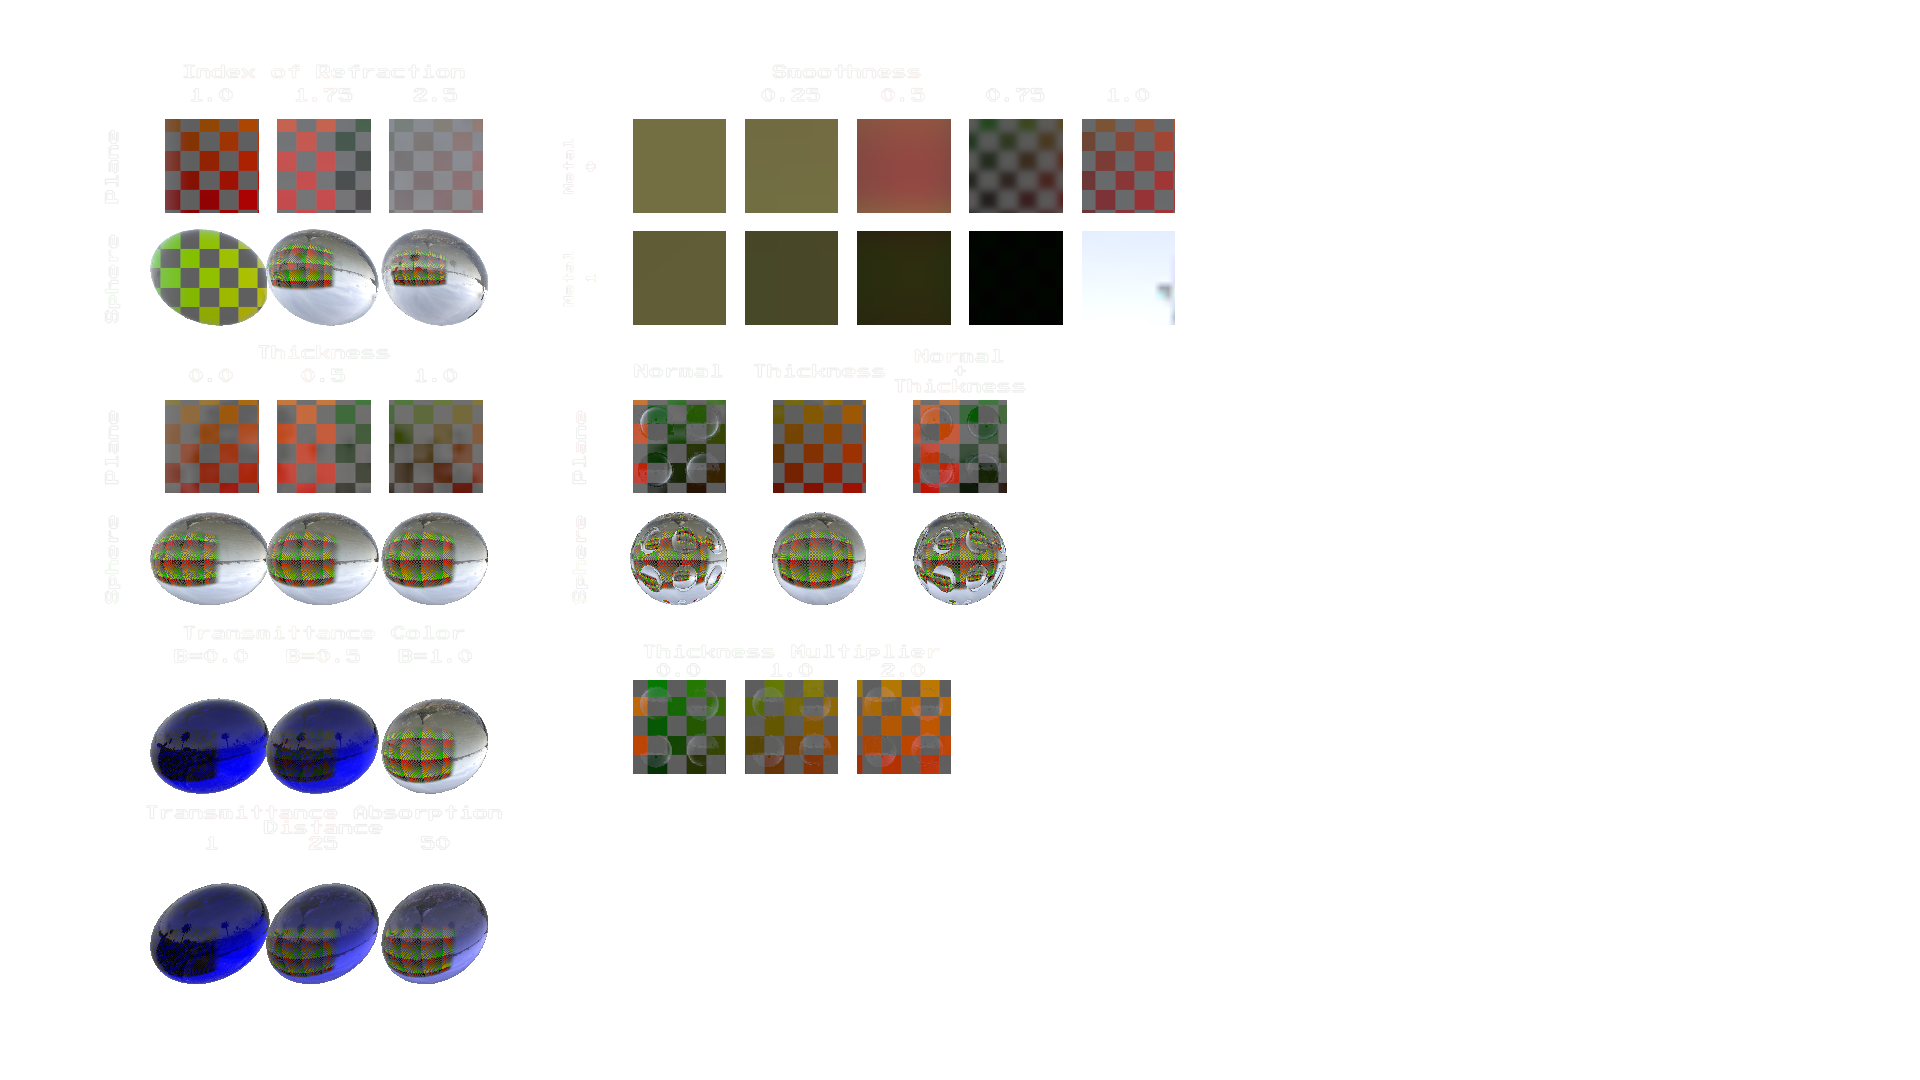 Index of Refraction
1.0 1.75 2.5
Plane
Sphere
Thickness
0.0 0.5 1.0
Plane
Sphere
Transmittance Color
B=0.0 B=0.5 B=1.0
Transmittance Absorption
Distance
1 25 50
Smoothness
0.25 0.5 0.75 1.0
Metal
0
Metal
1
Normal Thickness Normal
+
Thickness
Plane
Sphere
Thickness Multiplier
0.0 1.0 2.0